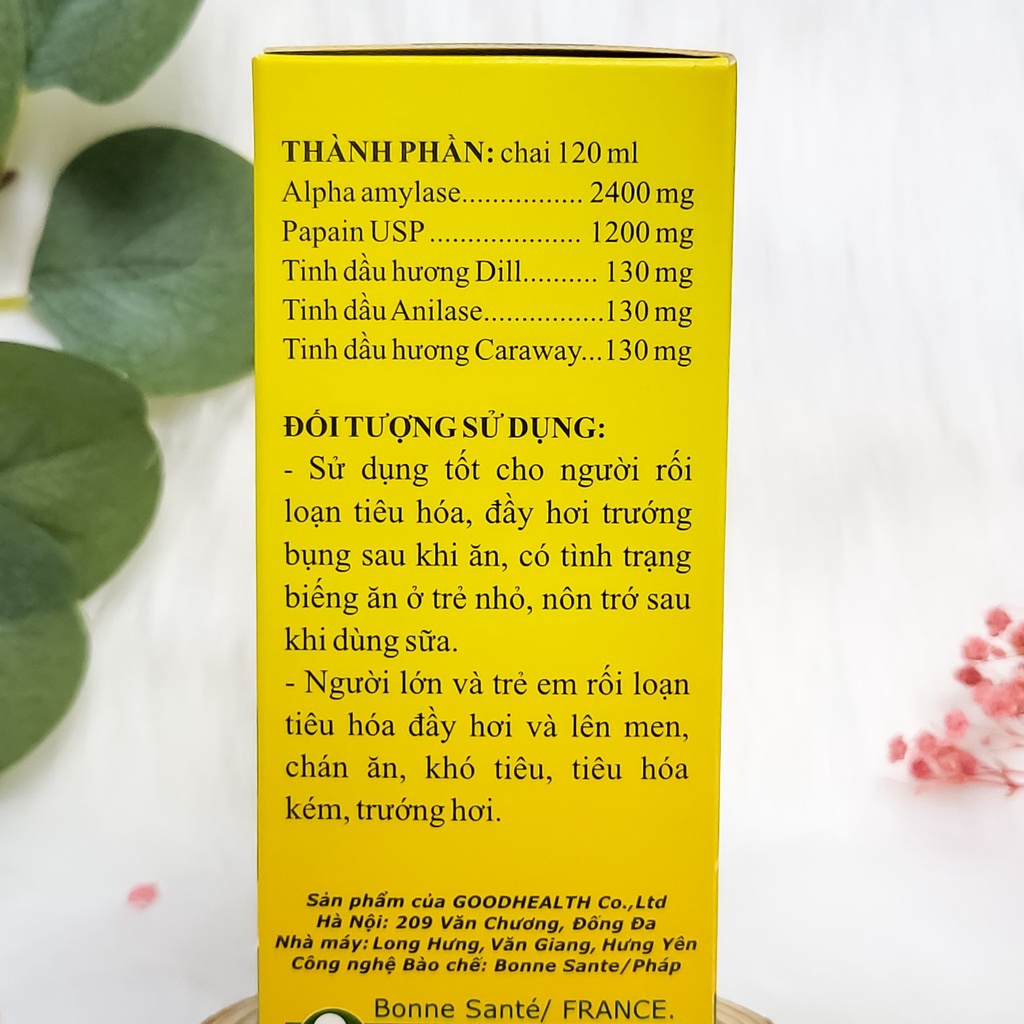 THÀNH PHẦN: chai 120 ml
Alpha amylase................ 2400 mg
Papain USP .................... 1200 mg
Tinh dầu hương Dill.......... 130 mg
Tinh dầu Anilase................130 mg
Tinh dầu hương Caraway...130 mg
ĐỐI TƯỢNG SỬ DỤNG:
- Sử dụng tốt cho người rối
loạn tiêu hóa, đầy hơi trướng
bụng sau khi ăn, có tình trạng
biếng ăn ở trẻ nhỏ, nôn trớ sau
khi dùng sữa.
- Người lớn và trẻ em rối loạn
tiêu hóa đầy hơi và lên men,
chán ăn, khó tiêu, tiêu hóa
kém, trướng hơi.
Sản phẩm của GOODHEALTH Co.,Ltd
Hà Nội: 209 Văn Chương, Đống Đa
Nhà máy: Long Hưng, Văn Giang, Hưng Yên
Công nghệ Bào chế: Bonne Sante/Pháp
Bonne Santé/ FRANCE.